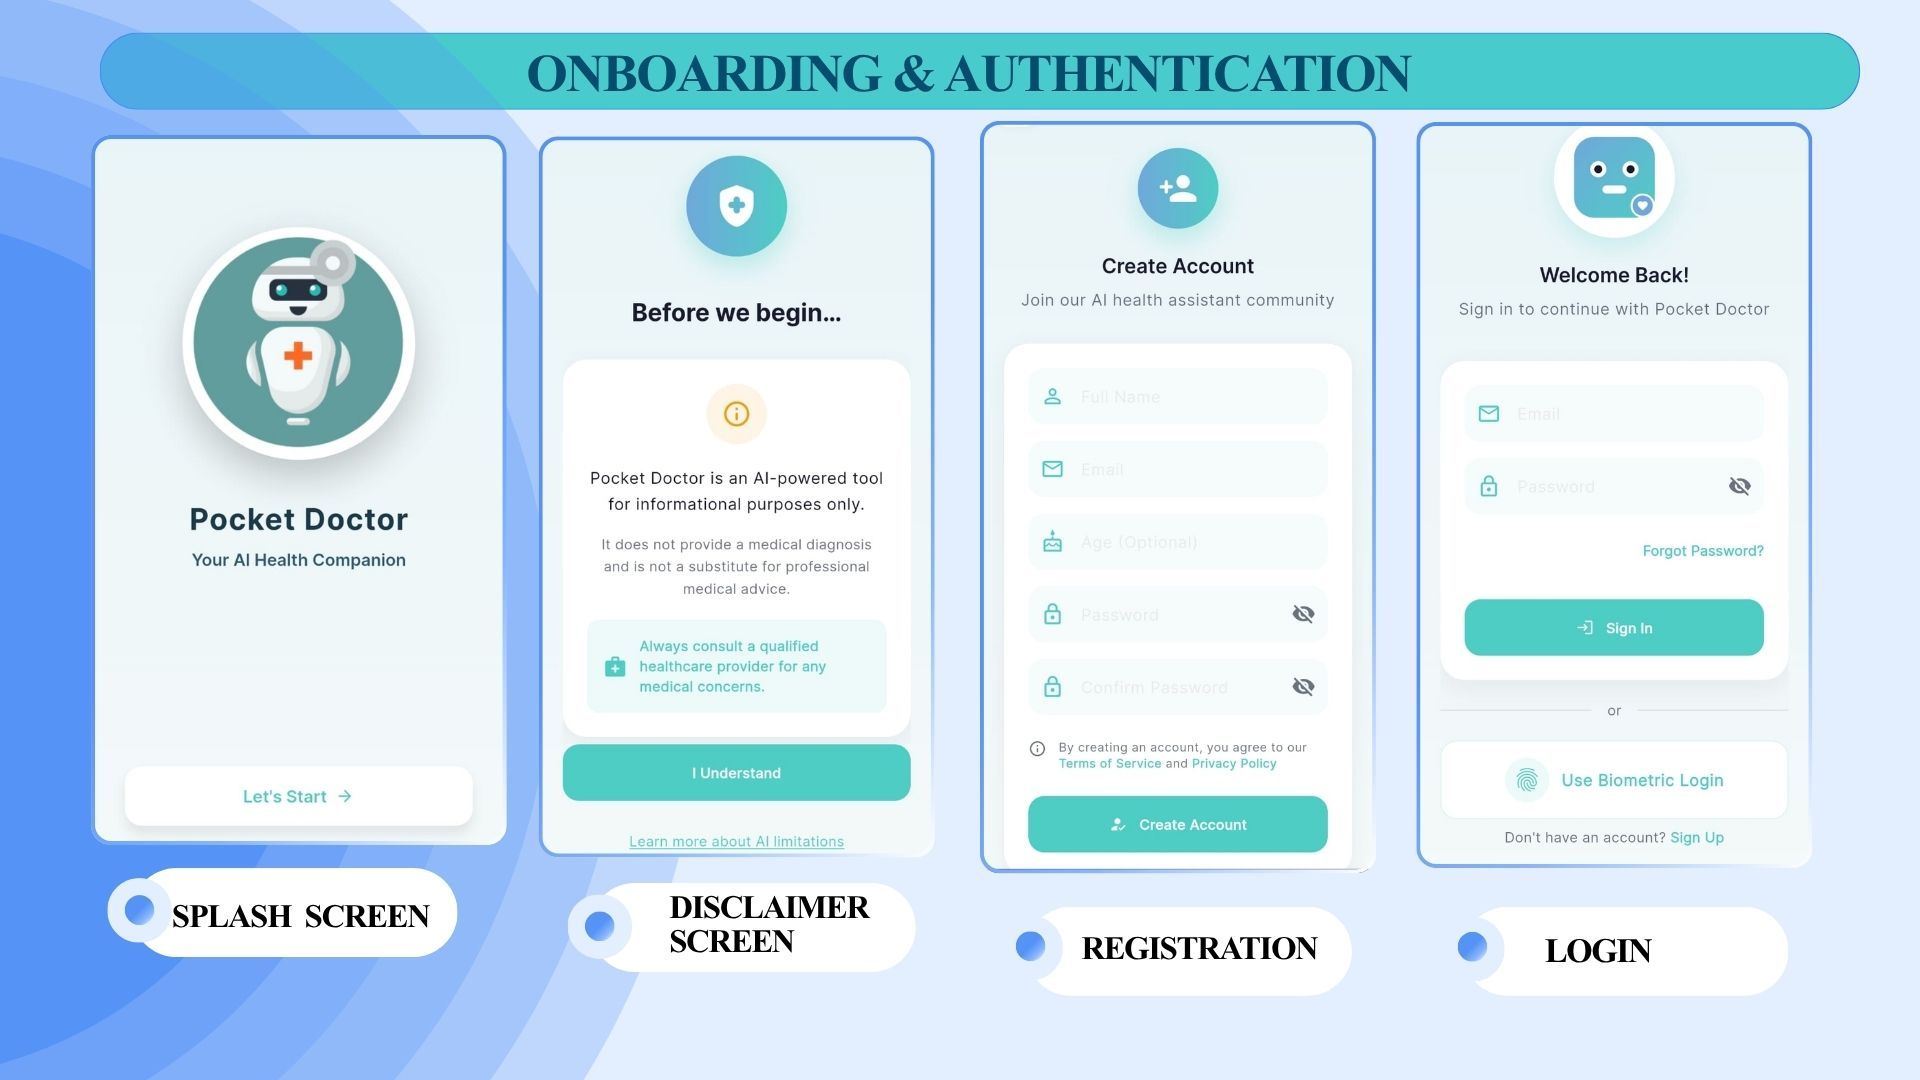 ONBOARDING & AUTHENTICATION
Pocket Doctor
Your AI Health Companion
Let's Start
SPLASH SCREEN
Before we begin...
Pocket Doctor is an AI-powered tool
for informational purposes only.
It does not provide a medical diagnosis
and is not a substitute for professional
medical advice.
Always consult a qualified
healthcare provider for any
medical concerns.
I Understand
Learn more about AI limitations
DISCLAIMER
SCREEN
Create Account
Join our AI health assistant community
Full Name
Email
Age (Optional)
Password
Confirm Password
By creating an account, you agree to our
Terms of Service and Privacy Policy
Create Account
REGISTRATION
Welcome Back!
Sign in to continue with Pocket Doctor
Email
Password
Forgot Password?
Sign In
or
Use Biometric Login
Don't have an account? Sign Up
LOGIN